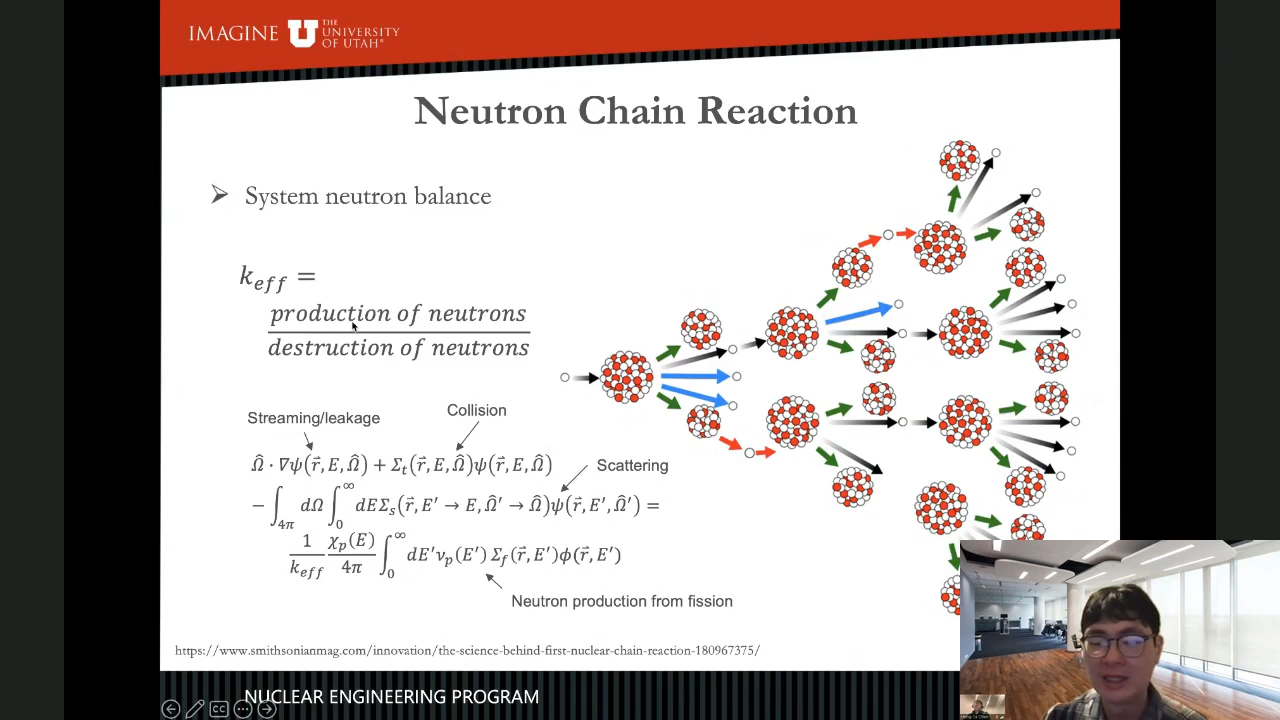 IMAGINE U THE UNIVERSITY OF UTAH®
Neutron Chain Reaction
➢ System neutron balance
k_eff =
production of neutrons
destruction of neutrons
Streaming/leakage
Collision
Ω̂ · ∇ψ(r⃗, E, Ω̂) + Σ_t(r⃗, E, Ω̂)ψ(r⃗, E, Ω̂)
Scattering
− ∫_4π dΩ ∫_0^∞ dEΣ_s(r⃗, E′ → E, Ω̂′ → Ω̂)ψ(r⃗, E′, Ω̂′) =
1/k_eff χ_p(E)/4π ∫_0^∞ dE′ν_p(E′) Σ_f(r⃗, E′)ϕ(r⃗, E′)
Neutron production from fission
https://www.smithsonianmag.com/innovation/the-science-behind-first-nuclear-chain-reaction-180967375/
NUCLEAR ENGINEERING PROGRAM
CC